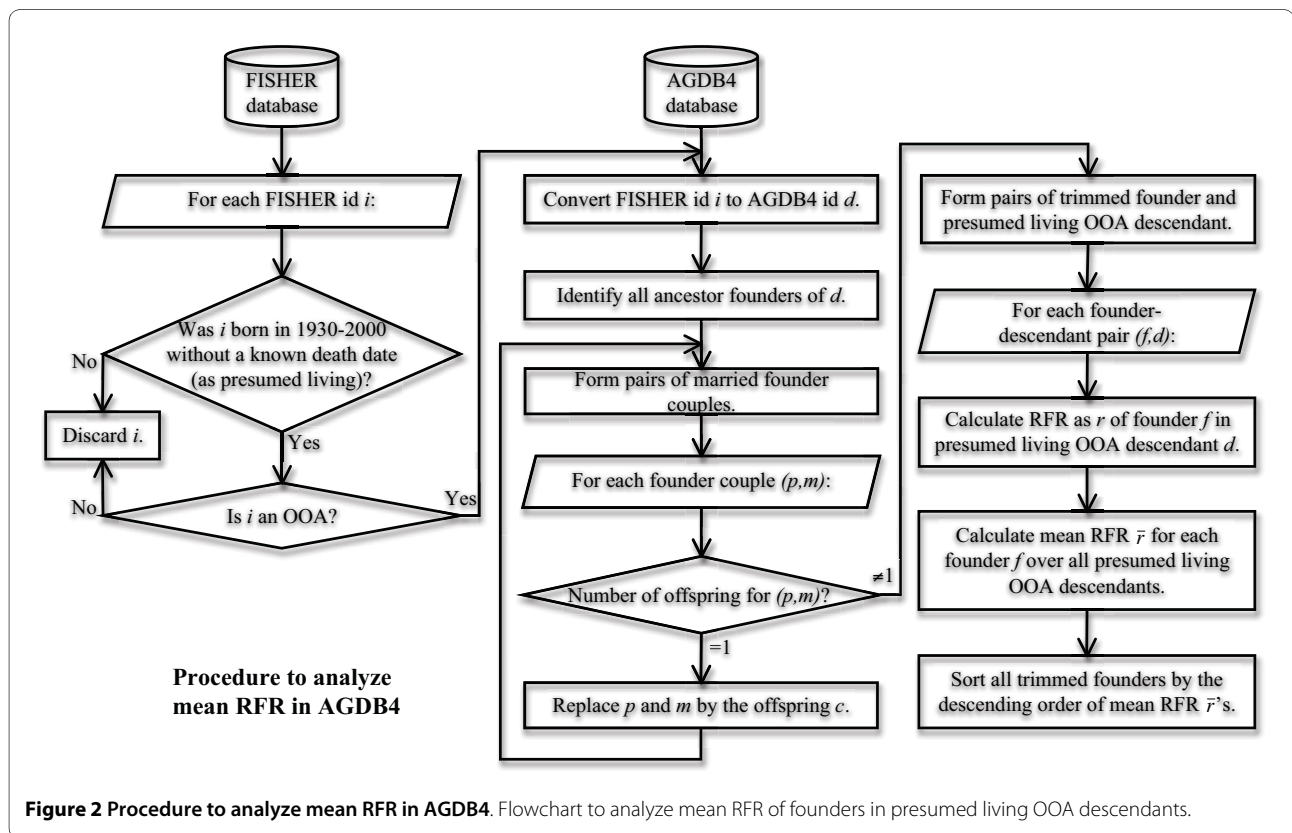 FISHER
database
For each FISHER id i:
Was i born in 1930-2000
without a known death date
(as presumed living)?
No
Discard i.
Yes
No
Is i an OOA?
Yes
Procedure to analyze
mean RFR in AGDB4
AGDB4
database
Convert FISHER id i to AGDB4 id d.
Identify all ancestor founders of d.
Form pairs of married founder
couples.
For each founder couple (p,m):
Number of offspring for (p,m)?
≠1
=1
Replace p and m by the offspring c.
Form pairs of trimmed founder and
presumed living OOA descendant.
For each founder-
descendant pair (f,d):
Calculate RFR as r of founder f in
presumed living OOA descendant d.
Calculate mean RFR r̄ for each
founder f over all presumed living
OOA descendants.
Sort all trimmed founders by the
descending order of mean RFR r̄'s.
Figure 2 Procedure to analyze mean RFR in AGDB4. Flowchart to analyze mean RFR of founders in presumed living OOA descendants.